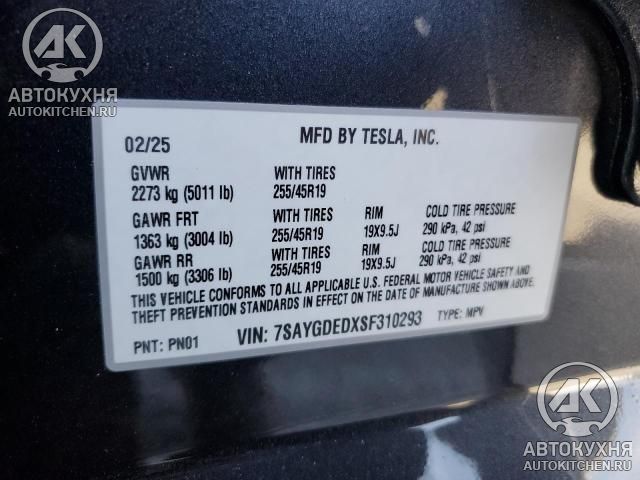 АК
АВТОКУХНЯ
AUTOKITCHEN.RU
02/25
MFD BY TESLA, INC.
GVWR WITH TIRES
2273 kg (5011 lb) 255/45R19
GAWR FRT WITH TIRES RIM COLD TIRE PRESSURE
1363 kg (3004 lb) 255/45R19 19X9.5J 290 kPa, 42 psi
GAWR RR WITH TIRES RIM COLD TIRE PRESSURE
1500 kg (3306 lb) 255/45R19 19X9.5J 290 kPa, 42 psi
THIS VEHICLE CONFORMS TO ALL APPLICABLE U.S. FEDERAL MOTOR VEHICLE SAFETY AND
THEFT PREVENTION STANDARDS IN EFFECT ON THE DATE OF MANUFACTURE SHOWN ABOVE.
PNT: PN01 VIN: 7SAYGDEDXSF310293 TYPE: MPV
АК
АВТОКУХНЯ
AUTOKITCHEN.RU